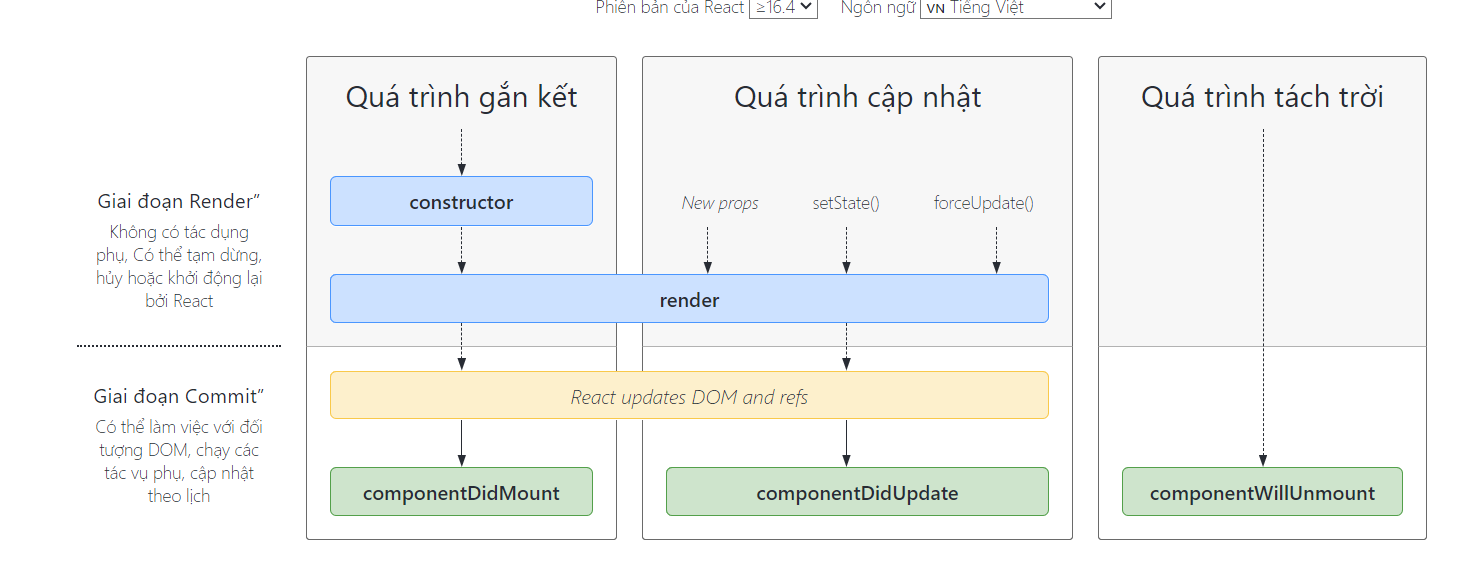 Phiên bản của React ≥16.4 Ngôn ngữ VN Tiếng Việt
Quá trình gắn kết
Quá trình cập nhật
Quá trình tách trời
Giai đoạn Render”
Không có tác dụng
phụ, Có thể tạm dừng,
hủy hoặc khởi động lại
bởi React
constructor
New props
setState()
forceUpdate()
render
Giai đoạn Commit”
Có thể làm việc với đối
tượng DOM, chạy các
tác vụ phụ, cập nhật
theo lịch
React updates DOM and refs
componentDidMount
componentDidUpdate
componentWillUnmount